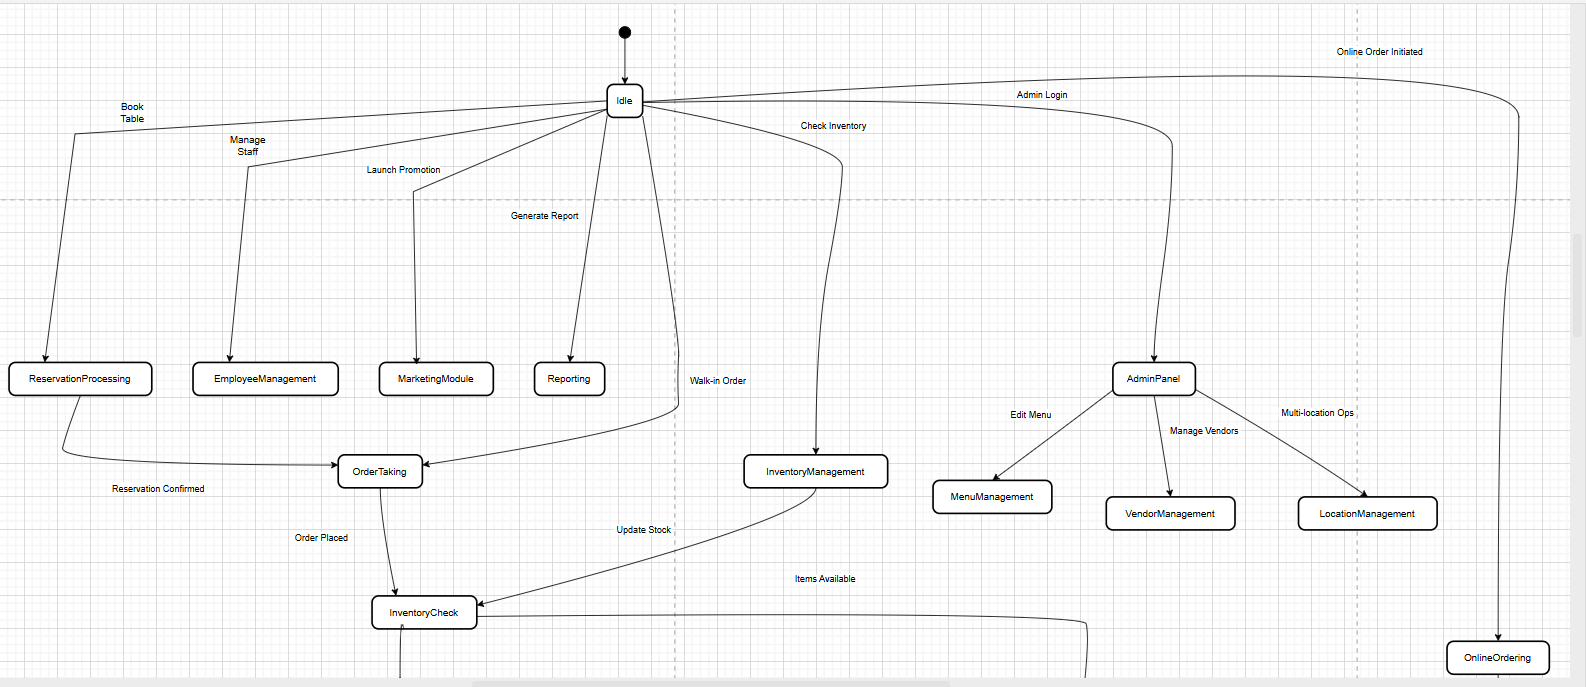 Online Order Initiated
Idle
Admin Login
Book
Table
Check Inventory
Manage
Staff
Launch Promotion
Generate Report
ReservationProcessing
EmployeeManagement
MarketingModule
Reporting
Walk-in Order
AdminPanel
Edit Menu
Multi-location Ops
Manage Vendors
OrderTaking
InventoryManagement
Reservation Confirmed
MenuManagement
VendorManagement
LocationManagement
Order Placed
Update Stock
Items Available
InventoryCheck
OnlineOrdering